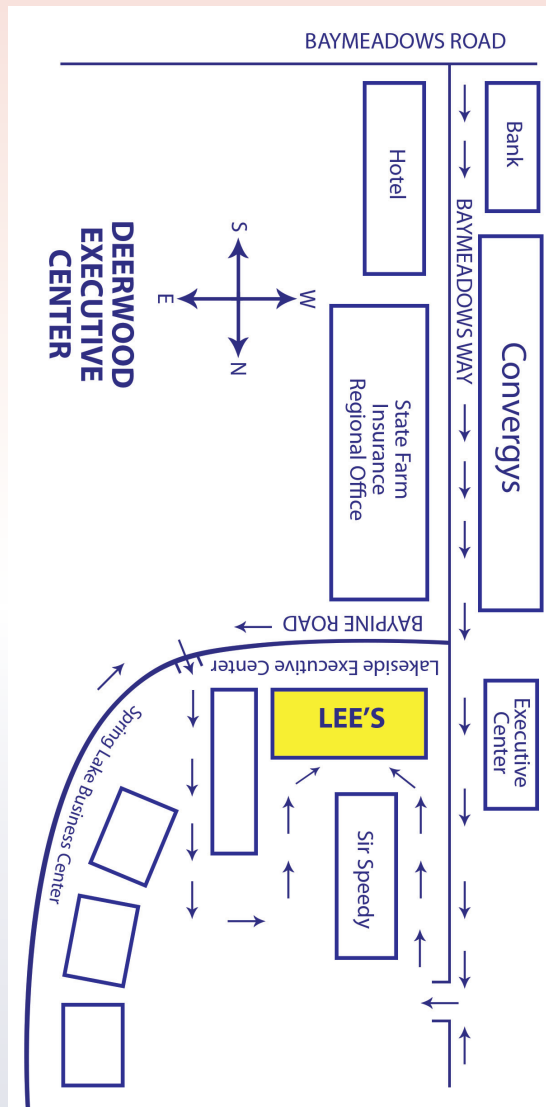 BAYMEADOWS ROAD
Bank
Hotel
BAYMEADOWS WAY
Convergys
DEERWOOD
EXECUTIVE
CENTER
S
W
E
N
State Farm
Insurance
Regional Office
BAYPINE ROAD
Lakeside Executive Center
LEE'S
Executive
Center
Spring Lake Business Center
Sir Speedy